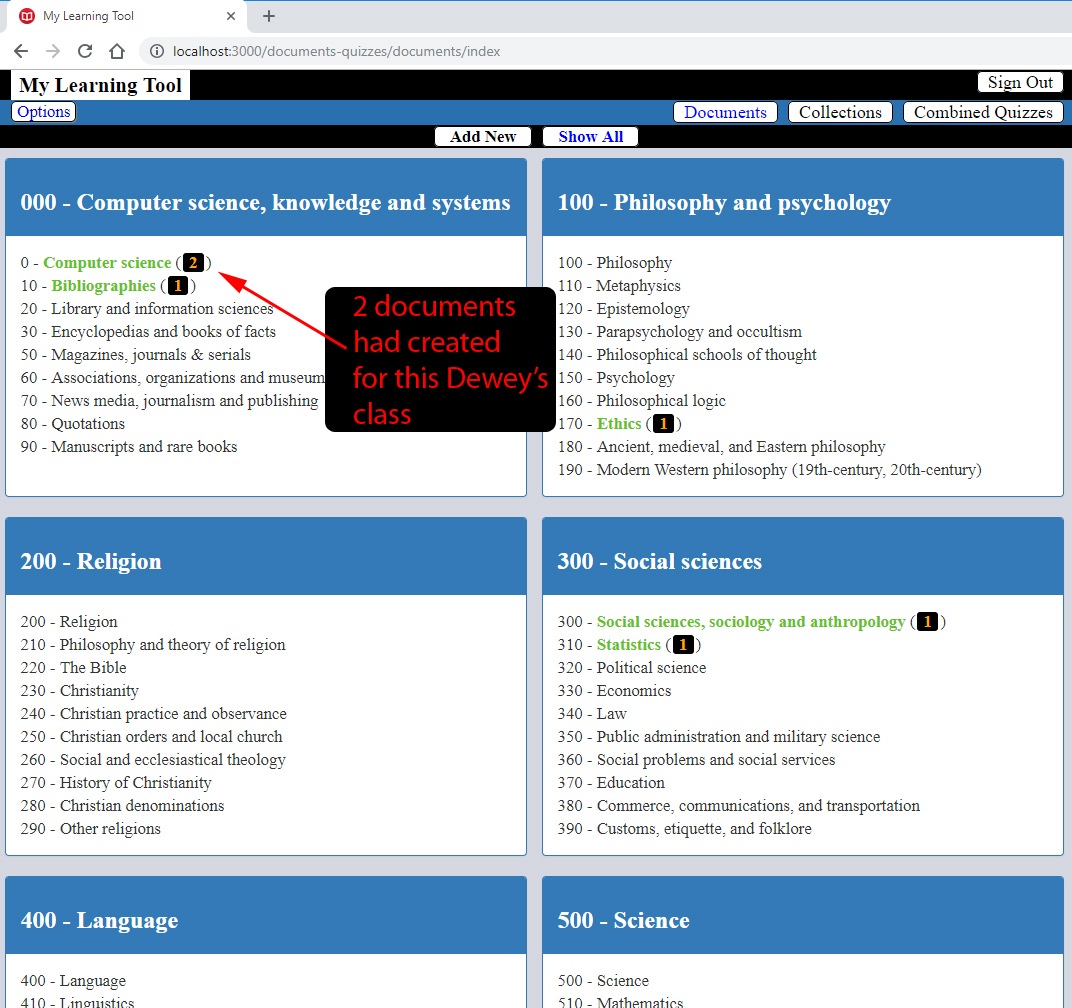 My Learning Tool
localhost:3000/documents-quizzes/documents/index
My Learning Tool
Sign Out
Options
Documents
Collections
Combined Quizzes
Add New
Show All
000 - Computer science, knowledge and systems
0 - Computer science ( 2 )
10 - Bibliographies ( 1 )
20 - Library and information sciences
30 - Encyclopedias and books of facts
50 - Magazines, journals & serials
60 - Associations, organizations and museum
70 - News media, journalism and publishing
80 - Quotations
90 - Manuscripts and rare books
2 documents
had created
for this Dewey's
class
100 - Philosophy and psychology
100 - Philosophy
110 - Metaphysics
120 - Epistemology
130 - Parapsychology and occultism
140 - Philosophical schools of thought
150 - Psychology
160 - Philosophical logic
170 - Ethics ( 1 )
180 - Ancient, medieval, and Eastern philosophy
190 - Modern Western philosophy (19th-century, 20th-century)
200 - Religion
200 - Religion
210 - Philosophy and theory of religion
220 - The Bible
230 - Christianity
240 - Christian practice and observance
250 - Christian orders and local church
260 - Social and ecclesiastical theology
270 - History of Christianity
280 - Christian denominations
290 - Other religions
300 - Social sciences
300 - Social sciences, sociology and anthropology ( 1 )
310 - Statistics ( 1 )
320 - Political science
330 - Economics
340 - Law
350 - Public administration and military science
360 - Social problems and social services
370 - Education
380 - Commerce, communications, and transportation
390 - Customs, etiquette, and folklore
400 - Language
400 - Language
410 - Linguistics
500 - Science
500 - Science
510 - Mathematics